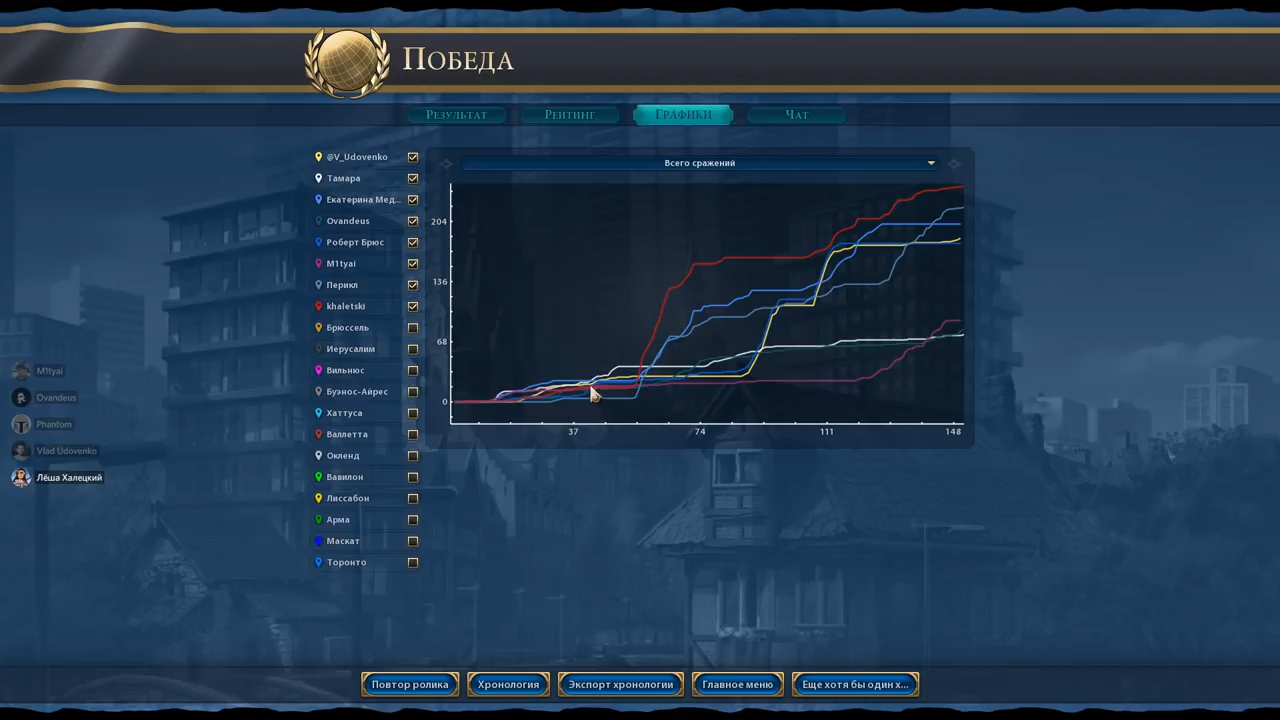 Победа
Результат
Рейтинг
Графики
Чат
@V_Udovenko
Тамара
Екатерина Мед...
Ovandeus
Роберт Брюс
M1tyai
Перикл
khaletski
Брюссель
Иерусалим
Вильнюс
Буэнос-Айрес
Хаттуса
Валлетта
Окленд
Вавилон
Лиссабон
Арма
Маскат
Торонто
Всего сражений
204
136
68
0
37
74
111
148
M1tyai
Ovandeus
Phantom
Vlad Udovenko
Лёша Халецкий
Повтор ролика
Хронология
Экспорт хронологии
Главное меню
Еще хотя бы один х...